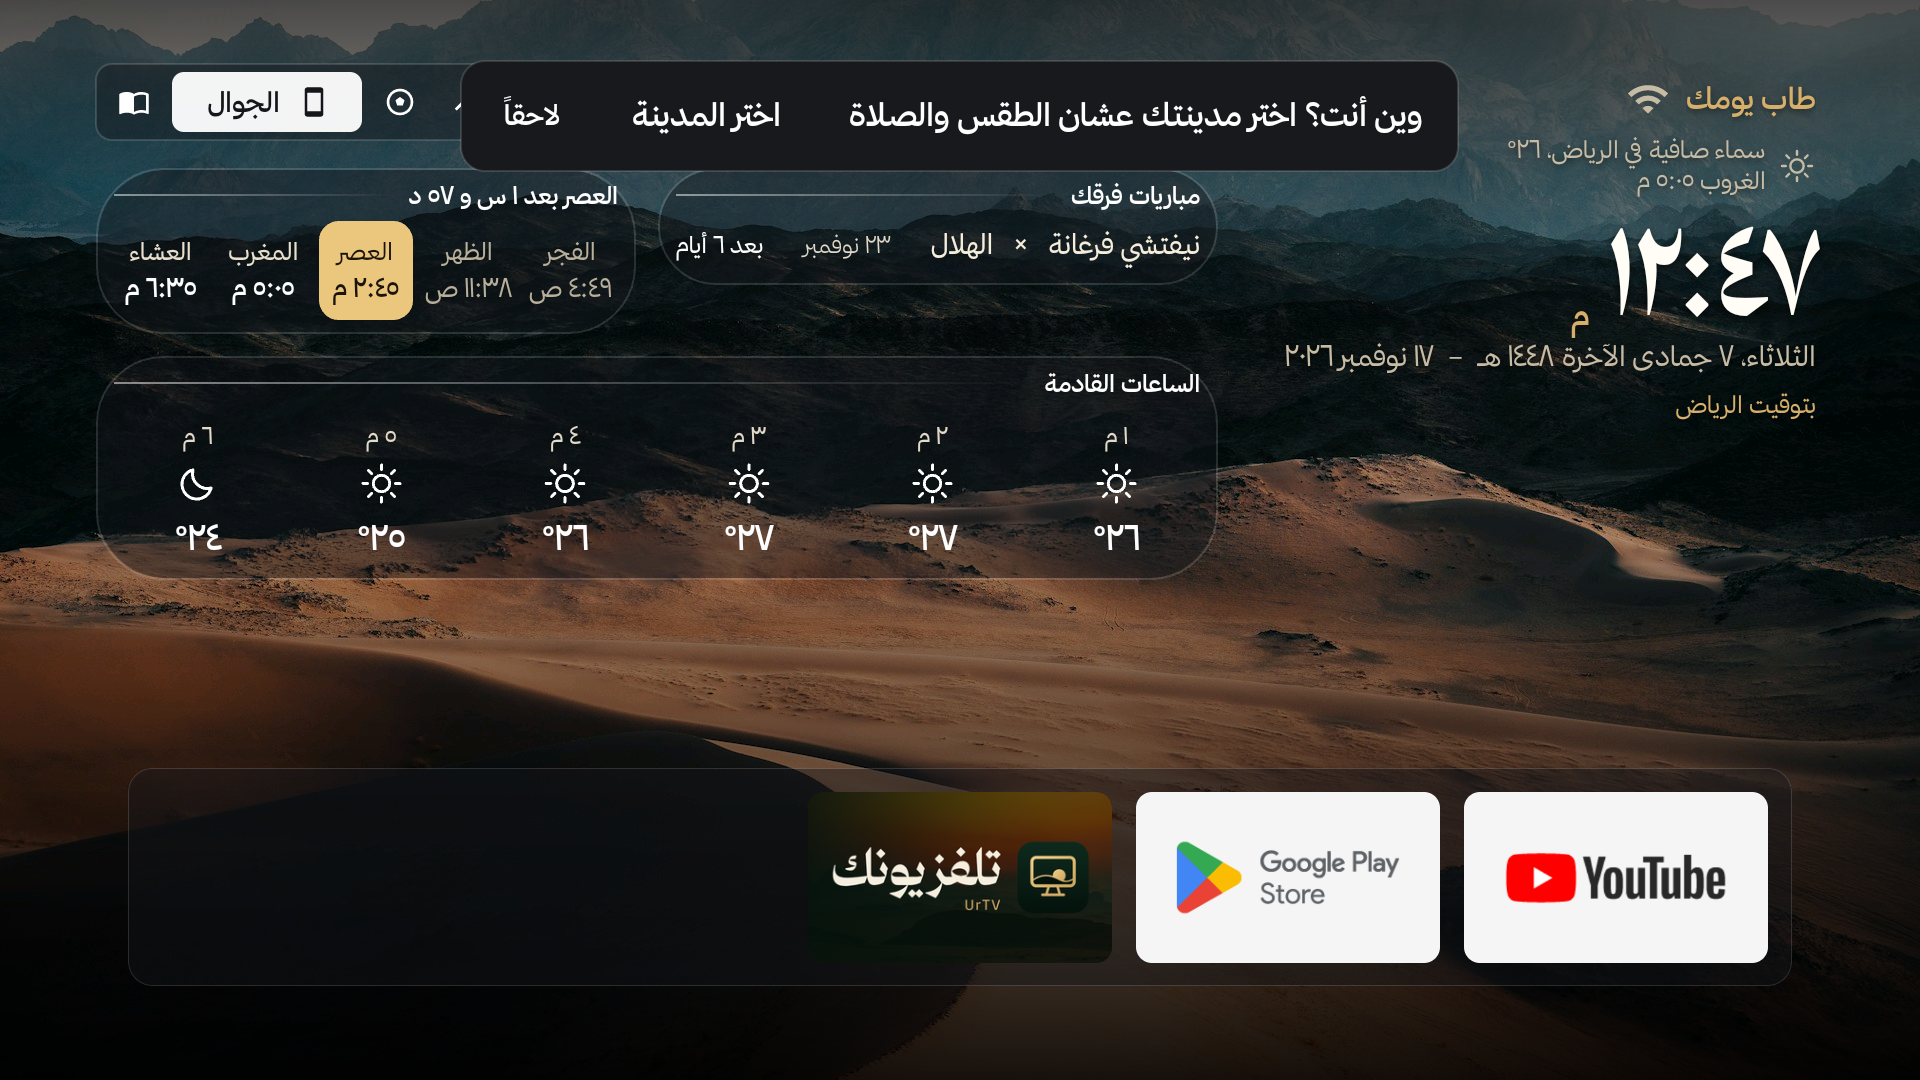 طاب يومك
سماء صافية في الرياض، ٢٦°
الغروب ٥:٠٥ م
١٢:٤٧ م
الثلاثاء، ٧ جمادى الآخرة ١٤٤٨ هـ – ١٧ نوفمبر ٢٠٢٦
بتوقيت الرياض
وين أنت؟ اختر مدينتك عشان الطقس والصلاة
اختر المدينة
لاحقاً
الجوال
مباريات فرقك
نيفتشي فرغانة × الهلال ٢٣ نوفمبر بعد ٦ أيام
العصر بعد ١ س و ٥٧ د
الفجر الظهر العصر المغرب العشاء
٤:٤٩ ص ١١:٣٨ ص ٢:٤٥ م ٥:٠٥ م ٦:٣٥ م
الساعات القادمة
١ م ٢ م ٣ م ٤ م ٥ م ٦ م
٢٦° ٢٧° ٢٧° ٢٦° ٢٥° ٢٤°
YouTube
Google Play
Store
تلفزيونك
UrTV